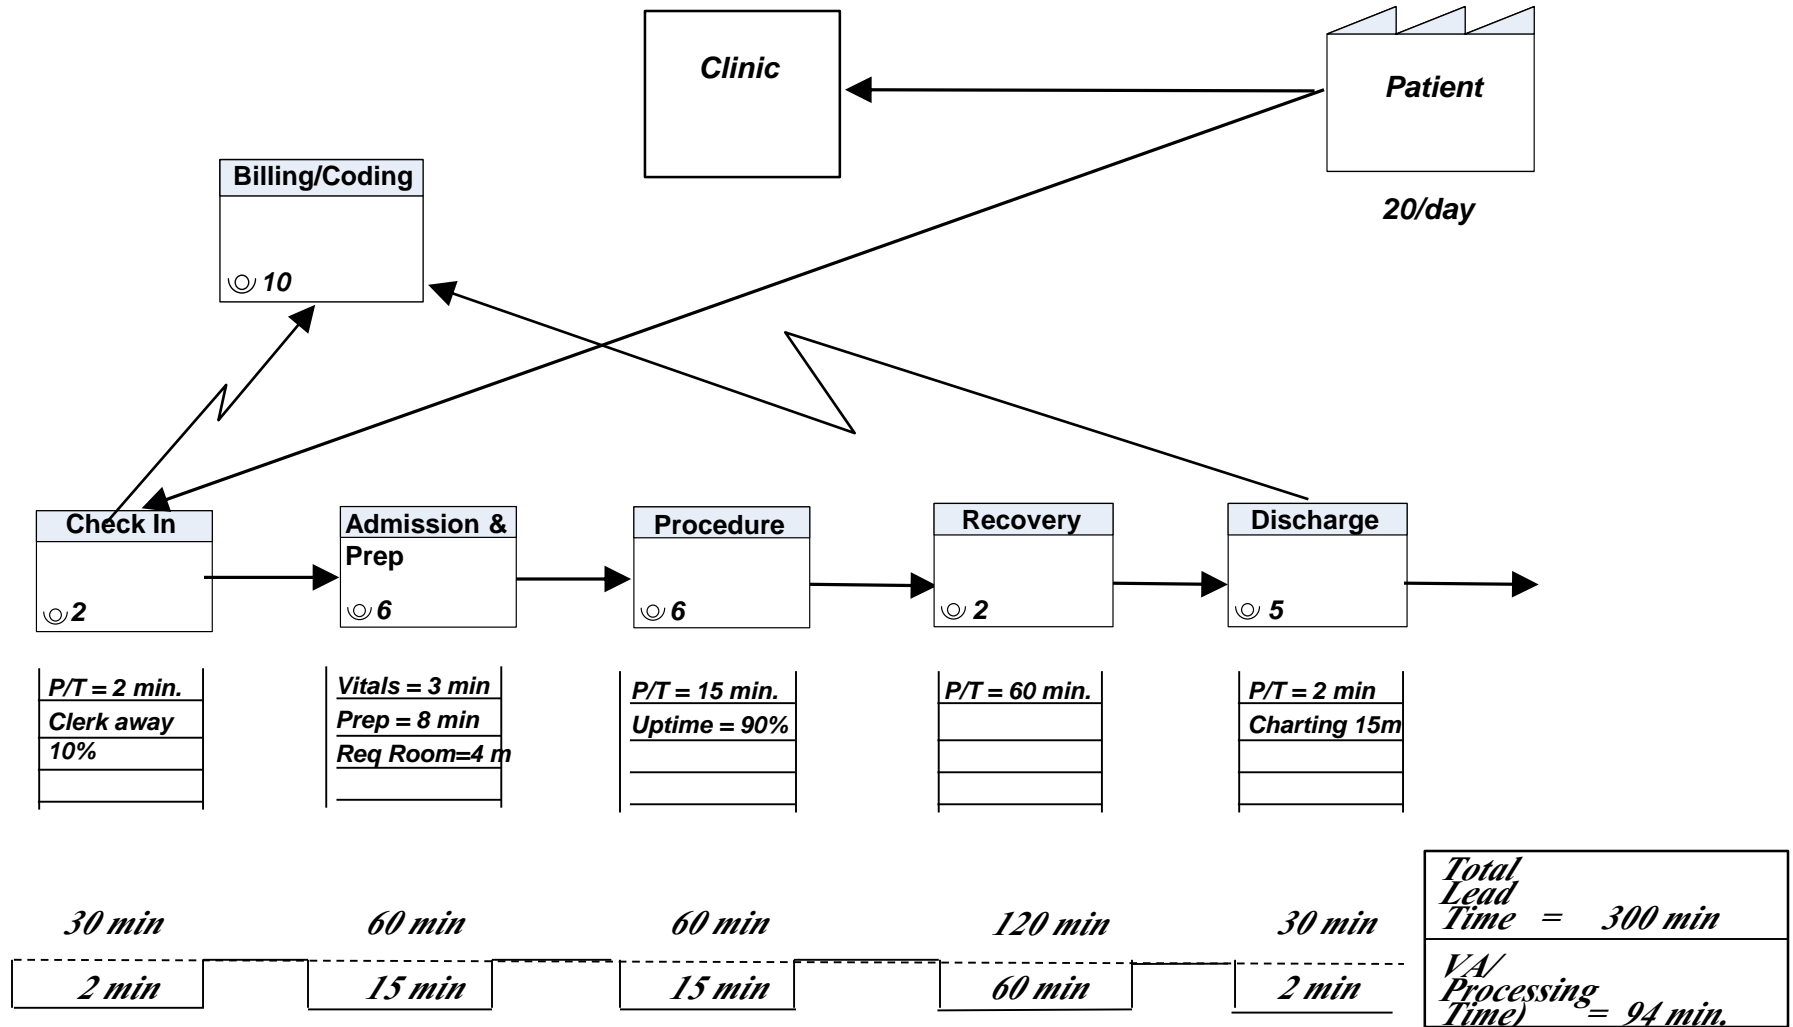 Clinic
Patient
20/day
Billing/Coding
10
Check In
2
Admission &
Prep
6
Procedure
6
Recovery
2
Discharge
5
P/T = 2 min.
Clerk away
10%
Vitals = 3 min
Prep = 8 min
Req Room=4 m
P/T = 15 min.
Uptime = 90%
P/T = 60 min.
P/T = 2 min
Charting 15m
30 min
60 min
60 min
120 min
30 min
2 min
15 min
15 min
60 min
2 min
Total
Lead
Time = 300 min
VA/
Processing
Time) = 94 min.